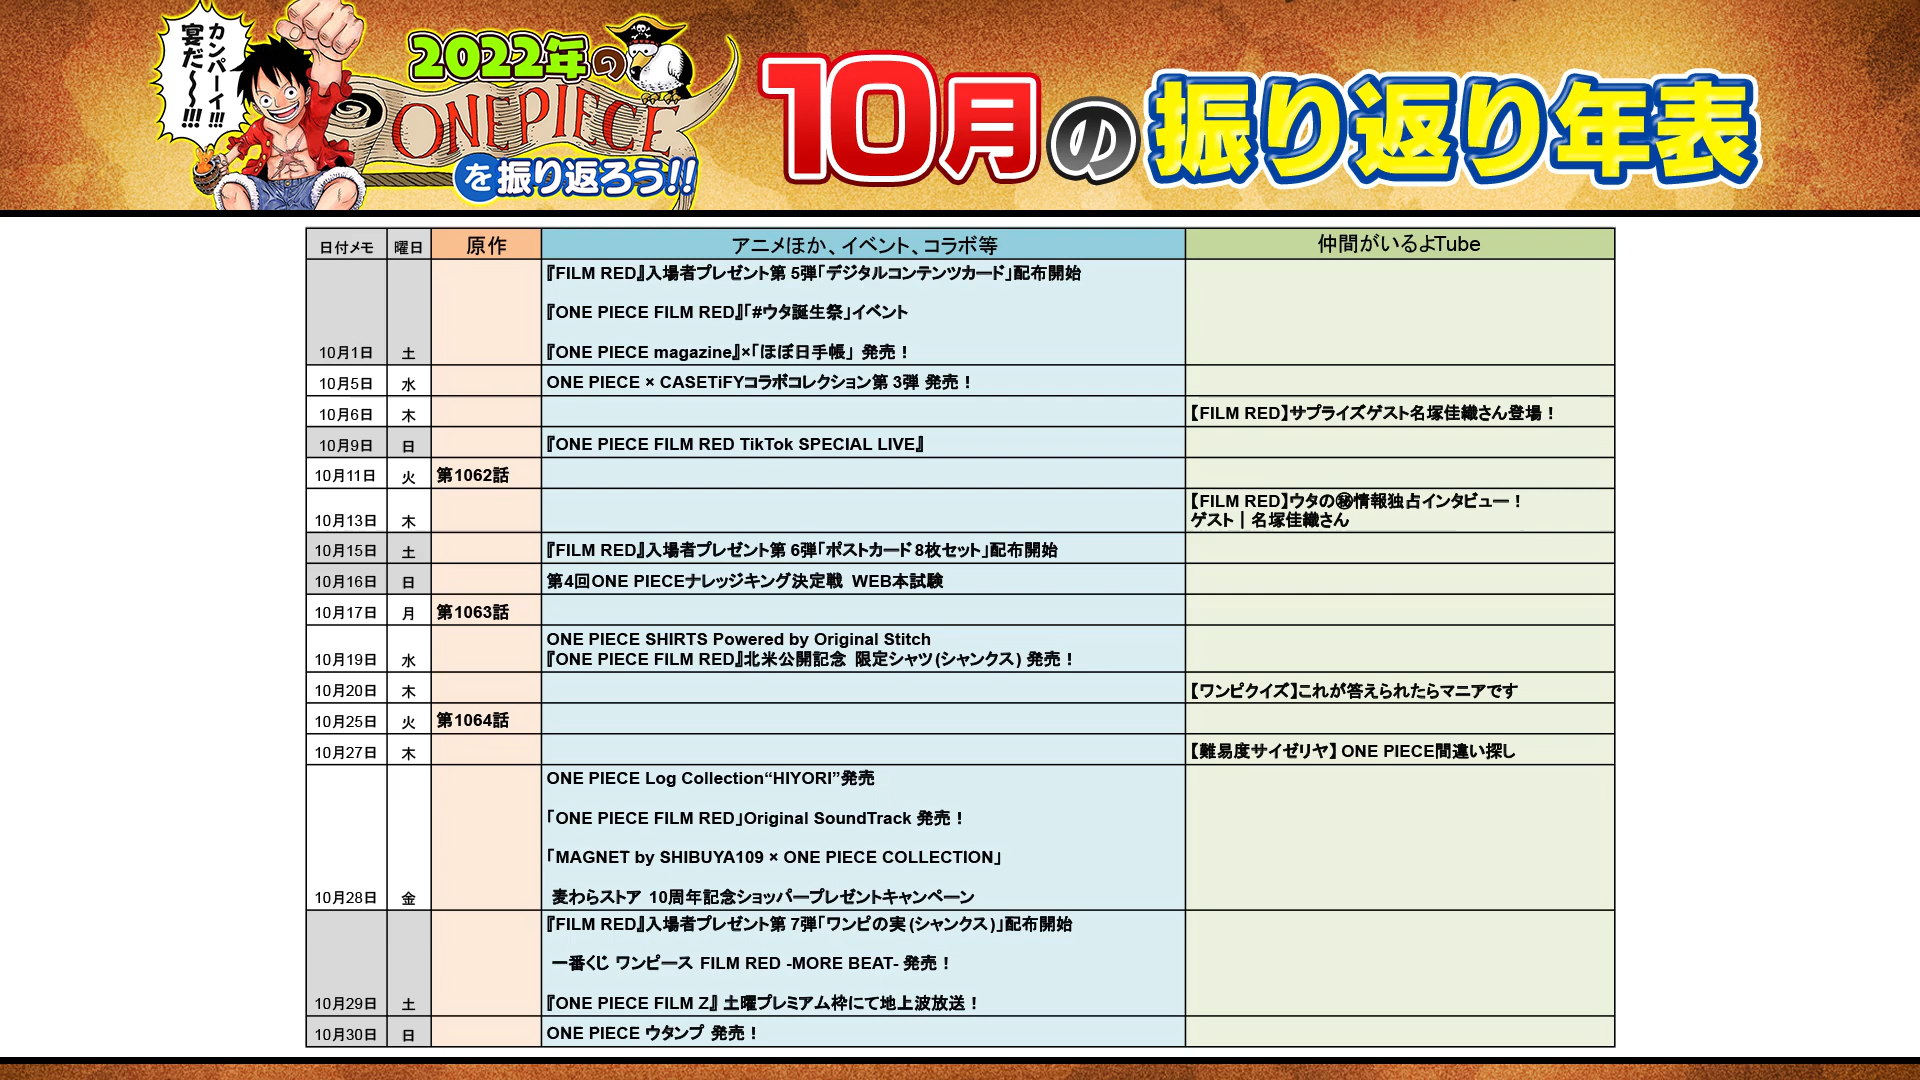 カンパーイ!!!
宴だ〜〜!!!
2022年の
ONE PIECE
を振り返ろう!!
10月の振り返り年表
日付メモ 曜日 原作 アニメほか、イベント、コラボ等 仲間がいるよTube
『FILM RED』入場者プレゼント第5弾「デジタルコンテンツカード」配布開始
『ONE PIECE FILM RED』「#ウタ誕生祭」イベント
10月1日 土 『ONE PIECE magazine』×「ほぼ日手帳」 発売！
10月5日 水 ONE PIECE × CASETiFYコラボコレクション第3弾 発売！
10月6日 木 【FILM RED】サプライズゲスト名塚佳織さん登場！
10月9日 日 『ONE PIECE FILM RED TikTok SPECIAL LIVE』
10月11日 火 第1062話
【FILM RED】ウタの㊙情報独占インタビュー！
10月13日 木 ゲスト｜名塚佳織さん
10月15日 土 『FILM RED』入場者プレゼント第6弾「ポストカード8枚セット」配布開始
10月16日 日 第4回ONE PIECEナレッジキング決定戦 WEB本試験
10月17日 月 第1063話
ONE PIECE SHIRTS Powered by Original Stitch
10月19日 水 『ONE PIECE FILM RED』北米公開記念 限定シャツ(シャンクス) 発売！
10月20日 木 【ワンピクイズ】これが答えられたらマニアです
10月25日 火 第1064話
10月27日 木 【難易度サイゼリヤ】 ONE PIECE間違い探し
ONE PIECE Log Collection“HIYORI”発売
「ONE PIECE FILM RED」Original SoundTrack 発売！
「MAGNET by SHIBUYA109 × ONE PIECE COLLECTION」
10月28日 金 麦わらストア 10周年記念ショッパープレゼントキャンペーン
『FILM RED』入場者プレゼント第7弾「ワンピの実(シャンクス)」配布開始
一番くじ ワンピース FILM RED -MORE BEAT- 発売！
10月29日 土 『ONE PIECE FILM Z』 土曜プレミアム枠にて地上波放送！
10月30日 日 ONE PIECE ウタンプ 発売！